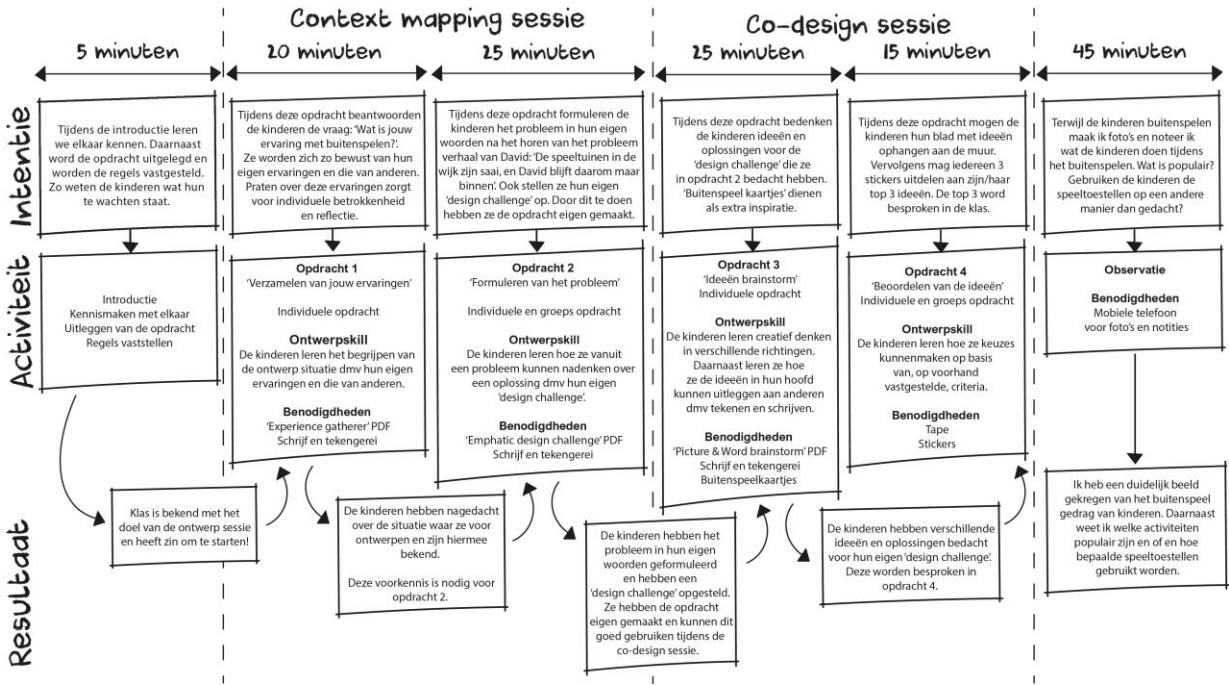 Context mapping sessie
Co-design sessie
5 minuten
20 minuten
25 minuten
25 minuten
15 minuten
45 minuten
Intentie
Tijdens de introductie leren
we elkaar kennen. Daarnaast
word de opdracht uitgelegd en
worden de regels vastgesteld.
Zo weten de kinderen wat hun
te wachten staat.
Tijdens deze opdracht beantwoorden
de kinderen de vraag: 'Wat is jouw
ervaring met buitenspelen?'.
Ze worden zich zo bewust van hun
eigen ervaringen en die van anderen.
Praten over deze ervaringen zorgt
voor individuele betrokkenheid
en reflectie.
Tijdens deze opdracht formuleren de
kinderen het probleem in hun eigen
woorden na het horen van het probleem
verhaal van David: 'De speeltuinen in de
wijk zijn saai, en David blijft daarom maar
binnen'. Ook stellen ze hun eigen
'design challenge' op. Door dit te doen
hebben ze de opdracht eigen gemaakt.
Tijdens deze opdracht bedenken
de kinderen ideeën en
oplossingen voor de
'design challenge' die ze
in opdracht 2 bedacht hebben.
'Buitenspeel kaartjes' dienen
als extra inspiratie.
Tijdens deze opdracht mogen de
kinderen hun blad met ideeën
ophangen aan de muur.
Vervolgens mag iedereen 3
stickers uitdelen aan zijn/haar
top 3 ideeën. De top 3 word
besproken in de klas.
Terwijl de kinderen buitenspelen
maak ik foto's en noteer ik
wat de kinderen doen tijdens
het buitenspelen. Wat is populair?
Gebruiken de kinderen de
speeltoestellen op een andere
manier dan gedacht?
Activiteit
Introductie
Kennismaken met elkaar
Uitleggen van de opdracht
Regels vaststellen
Opdracht 1
'Verzamelen van jouw ervaringen'
Individuele opdracht
Ontwerpskill
De kinderen leren het begrijpen van
de ontwerp situatie dmv hun eigen
ervaringen en die van anderen.
Benodigdheden
'Experience gatherer' PDF
Schrijf en tekengerei
Opdracht 2
'Formuleren van het probleem'
Individuele en groeps opdracht
Ontwerpskill
De kinderen leren hoe ze vanuit
een probleem kunnen nadenken over
een oplossing dmv hun eigen
'design challenge'.
Benodigdheden
'Emphatic design challenge' PDF
Schrijf en tekengerei
Opdracht 3
'Ideeën brainstorm'
Individuele opdracht
Ontwerpskill
De kinderen leren creatief denken
in verschillende richtingen.
Daarnaast leren ze hoe
ze de ideeën in hun hoofd
kunnen uitleggen aan anderen
dmv tekenen en schrijven.
Benodigdheden
'Picture & Word brainstorm' PDF
Schrijf en tekengerei
Buitenspeelkaartjes
Opdracht 4
'Beoordelen van de ideeën'
Individuele en groeps opdracht
Ontwerpskill
De kinderen leren hoe ze keuzes
kunnenmaken op basis
van, op voorhand
vastgestelde, criteria.
Benodigdheden
Tape
Stickers
Observatie
Benodigdheden
Mobiele telefoon
voor foto's en notities
Resultaat
Klas is bekend met het
doel van de ontwerp sessie
en heeft zin om te starten!
De kinderen hebben nagedacht
over de situatie waar ze voor
ontwerpen en zijn hiermee
bekend.
Deze voorkennis is nodig voor
opdracht 2.
De kinderen hebben het
probleem in hun eigen
woorden geformuleerd
en hebben een
'design challenge' opgesteld.
Ze hebben de opdracht
eigen gemaakt en kunnen dit
goed gebruiken tijdens de
co-design sessie.
De kinderen hebben verschillende
ideeën en oplossingen bedacht
voor hun eigen 'design challenge'.
Deze worden besproken in
opdracht 4.
Ik heb een duidelijk beeld
gekregen van het buitenspeel
gedrag van kinderen. Daarnaast
weet ik welke activiteiten
populair zijn en of en hoe
bepaalde speeltoestellen
gebruikt worden.